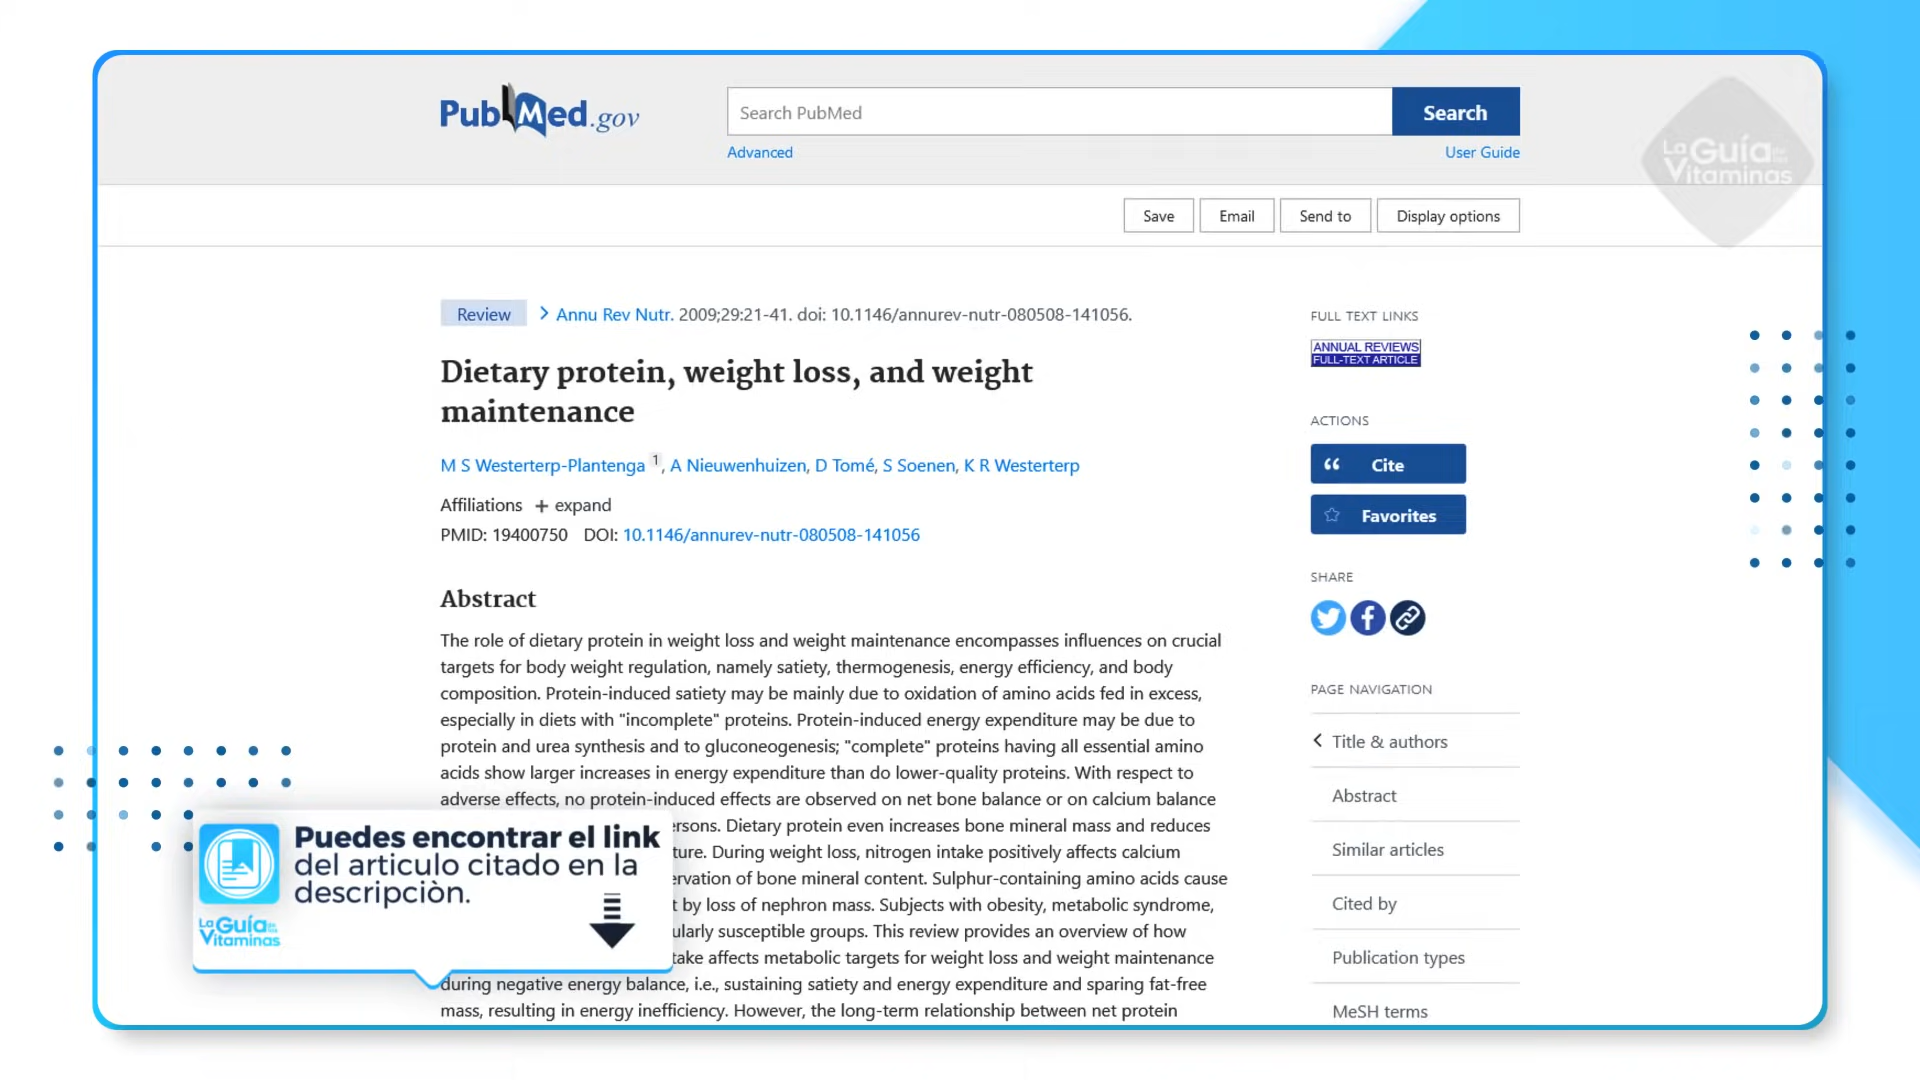 PubMed.gov
Search PubMed
Search
Advanced
User Guide
La Guía de las
Vitaminas
Save
Email
Send to
Display options
Review
Annu Rev Nutr. 2009;29:21-41. doi: 10.1146/annurev-nutr-080508-141056.
Dietary protein, weight loss, and weight
maintenance
M S Westerterp-Plantenga 1, A Nieuwenhuizen, D Tomé, S Soenen, K R Westerterp
Affiliations + expand
PMID: 19400750 DOI: 10.1146/annurev-nutr-080508-141056
Abstract
The role of dietary protein in weight loss and weight maintenance encompasses influences on crucial
targets for body weight regulation, namely satiety, thermogenesis, energy efficiency, and body
composition. Protein-induced satiety may be mainly due to oxidation of amino acids fed in excess,
especially in diets with "incomplete" proteins. Protein-induced energy expenditure may be due to
protein and urea synthesis and to gluconeogenesis; "complete" proteins having all essential amino
acids show larger increases in energy expenditure than do lower-quality proteins. With respect to
adverse effects, no protein-induced effects are observed on net bone balance or on calcium balance
ersons. Dietary protein even increases bone mineral mass and reduces
ture. During weight loss, nitrogen intake positively affects calcium
ervation of bone mineral content. Sulphur-containing amino acids cause
t by loss of nephron mass. Subjects with obesity, metabolic syndrome,
ularly susceptible groups. This review provides an overview of how
take affects metabolic targets for weight loss and weight maintenance
during negative energy balance, i.e., sustaining satiety and energy expenditure and sparing fat-free
mass, resulting in energy inefficiency. However, the long-term relationship between net protein
FULL TEXT LINKS
ANNUAL REVIEWS
FULL-TEXT ARTICLE
ACTIONS
Cite
Favorites
SHARE
PAGE NAVIGATION
Title & authors
Abstract
Similar articles
Cited by
Publication types
MeSH terms
Puedes encontrar el link
del articulo citado en la
descripciòn.
La Guía
Vitaminas